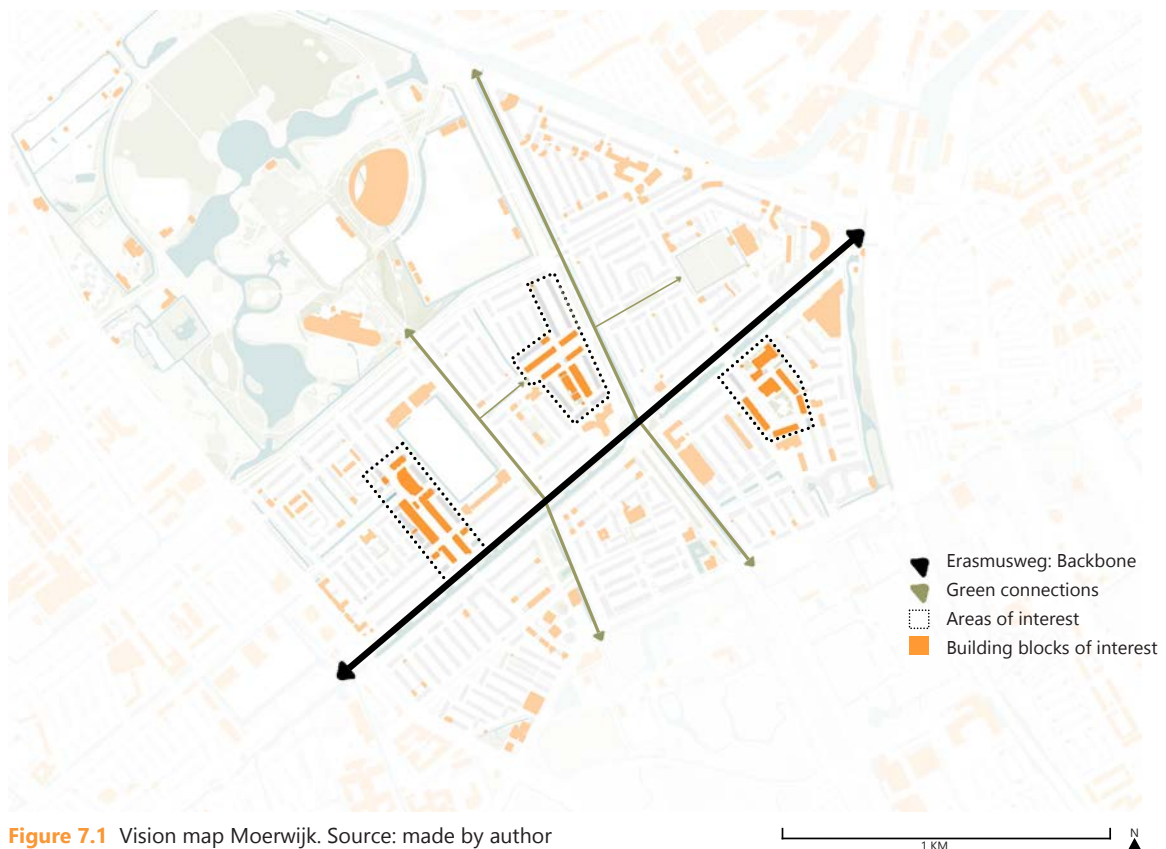 Erasmusweg: Backbone
Green connections
Areas of interest
Building blocks of interest
Figure 7.1 Vision map Moerwijk. Source: made by author
1 KM
N